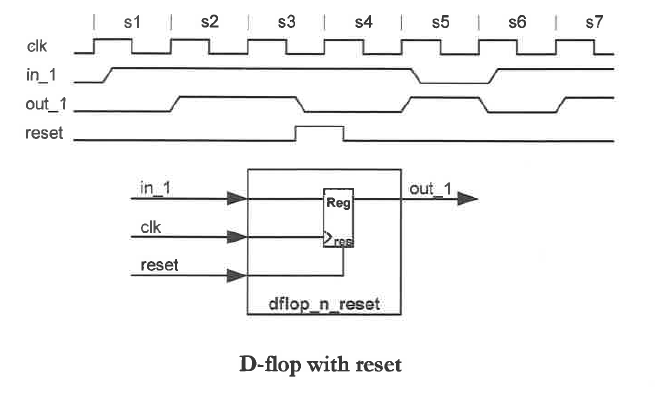 s1 s2 s3 s4 s5 s6 s7
clk
in_1
out_1
reset
in_1 out_1
Reg
clk
res
reset
dflop_n_reset
D-flop with reset